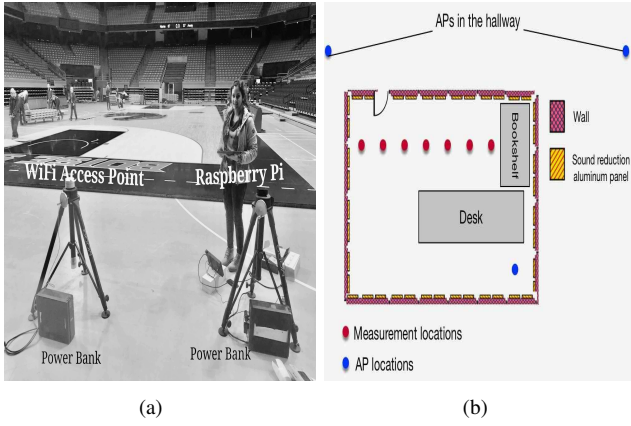 WiFi Access Point
Raspberry Pi
Power Bank
Power Bank
(a)
APs in the hallway
Bookshelf
Desk
Wall
Sound reduction
aluminum panel
Measurement locations
AP locations
(b)